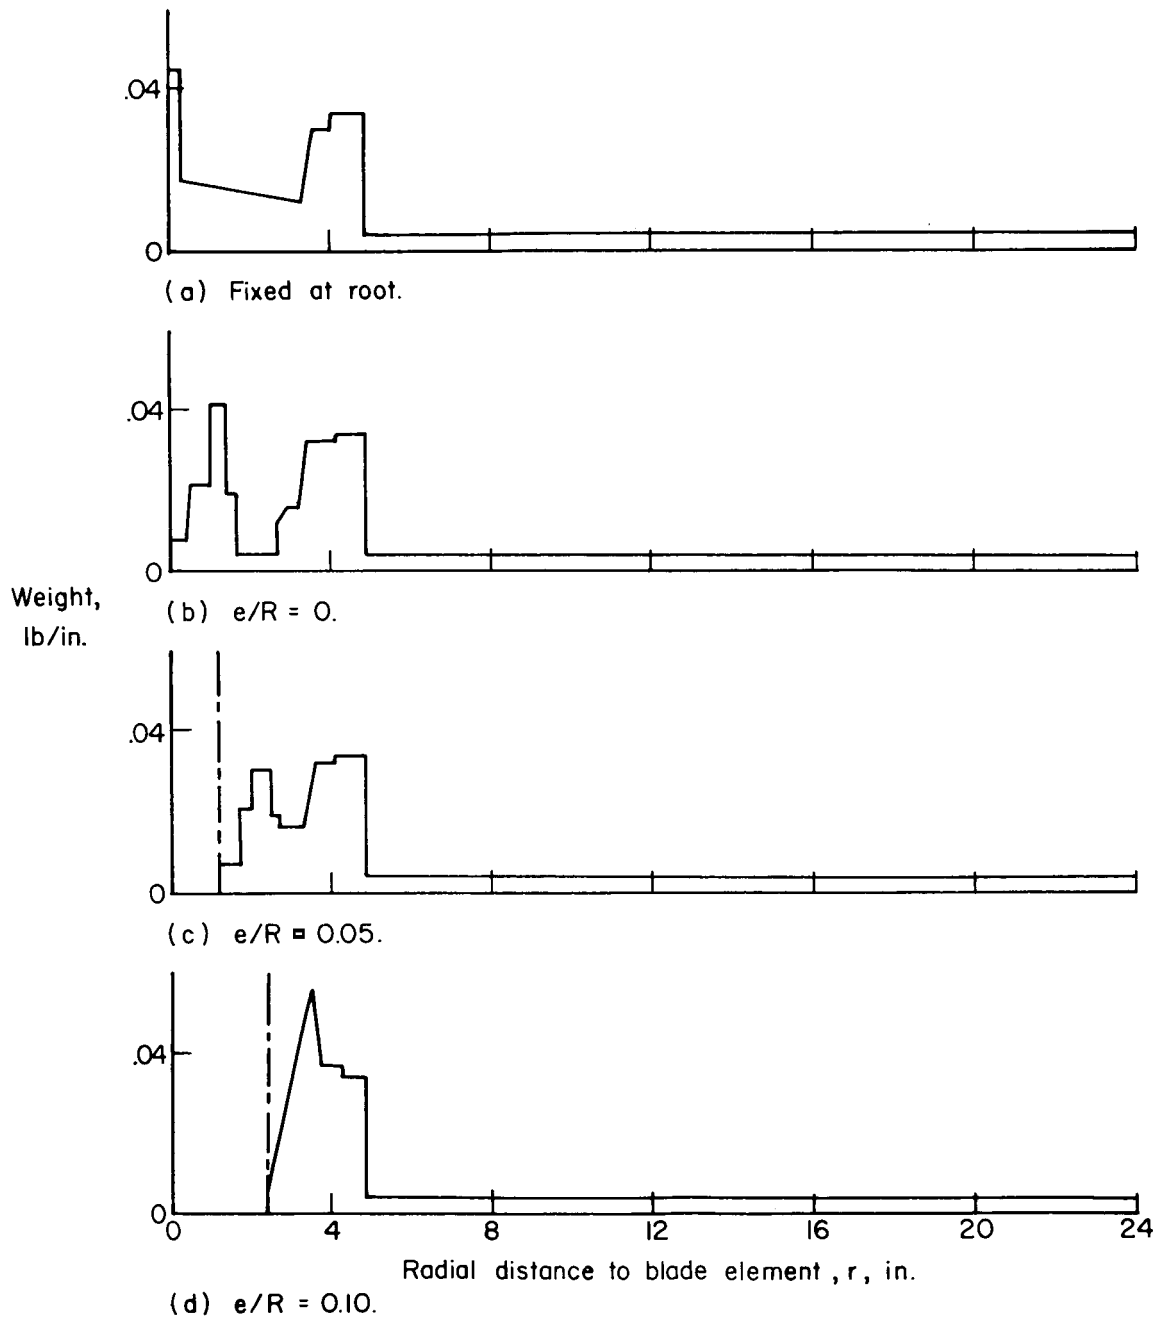 .04
0
(a) Fixed at root.
.04
0
(b) e/R = 0.
Weight,
lb/in.
.04
0
(c) e/R = 0.05.
.04
0
0 4 8 12 16 20 24
Radial distance to blade element, r, in.
(d) e/R = 0.10.